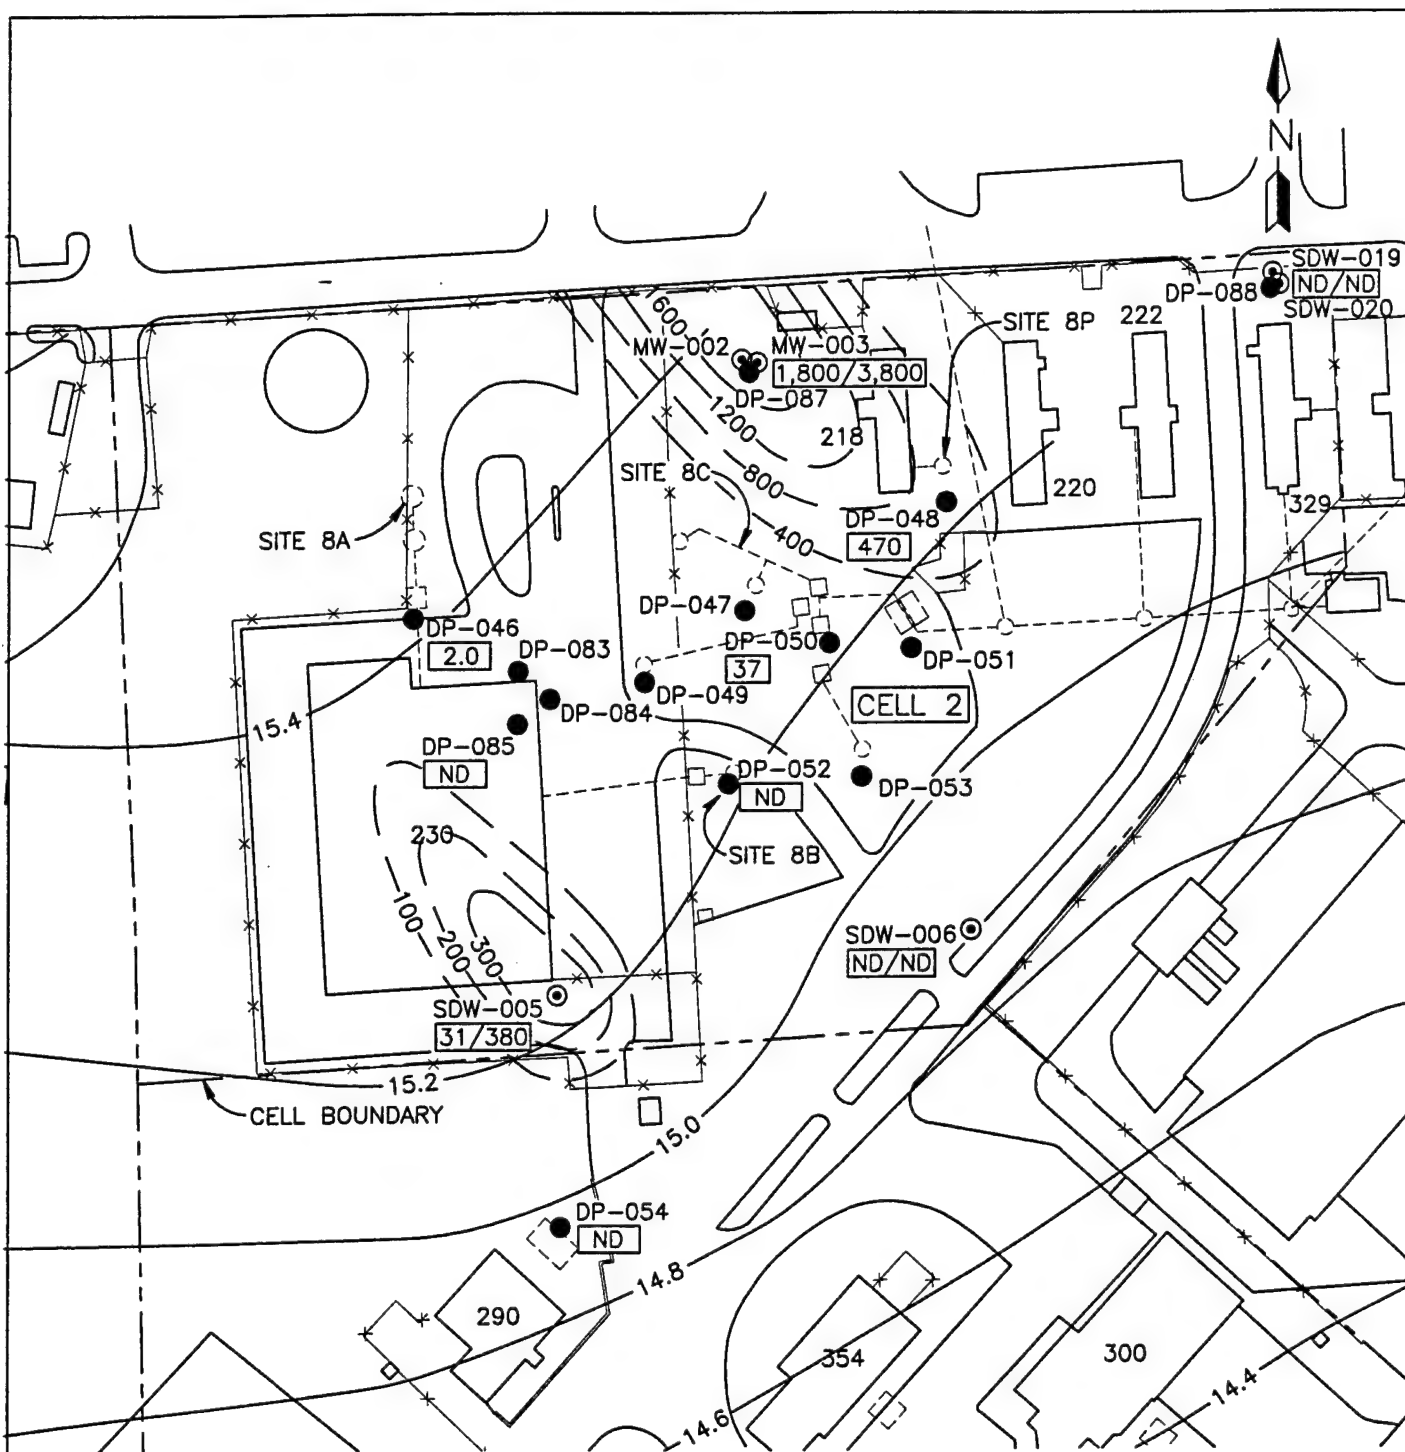 N
SDW-019
ND/ND
DP-088
SDW-020
1600
SITE 8P
222
MW-002
MW-003
1,800/3,800
DP-087
1200
218
SITE 8C
800
220
DP-048
470
329
400
SITE 8A
DP-047
DP-046
2.0
DP-083
DP-050
37
DP-051
DP-049
DP-084
CELL 2
15.4
DP-085
ND
DP-052
ND
DP-053
230
SITE 8B
100
200
300
SDW-006
ND/ND
SDW-005
31/380
15.2
CELL BOUNDARY
15.0
DP-054
ND
14.8
290
354
300
14.4
14.6